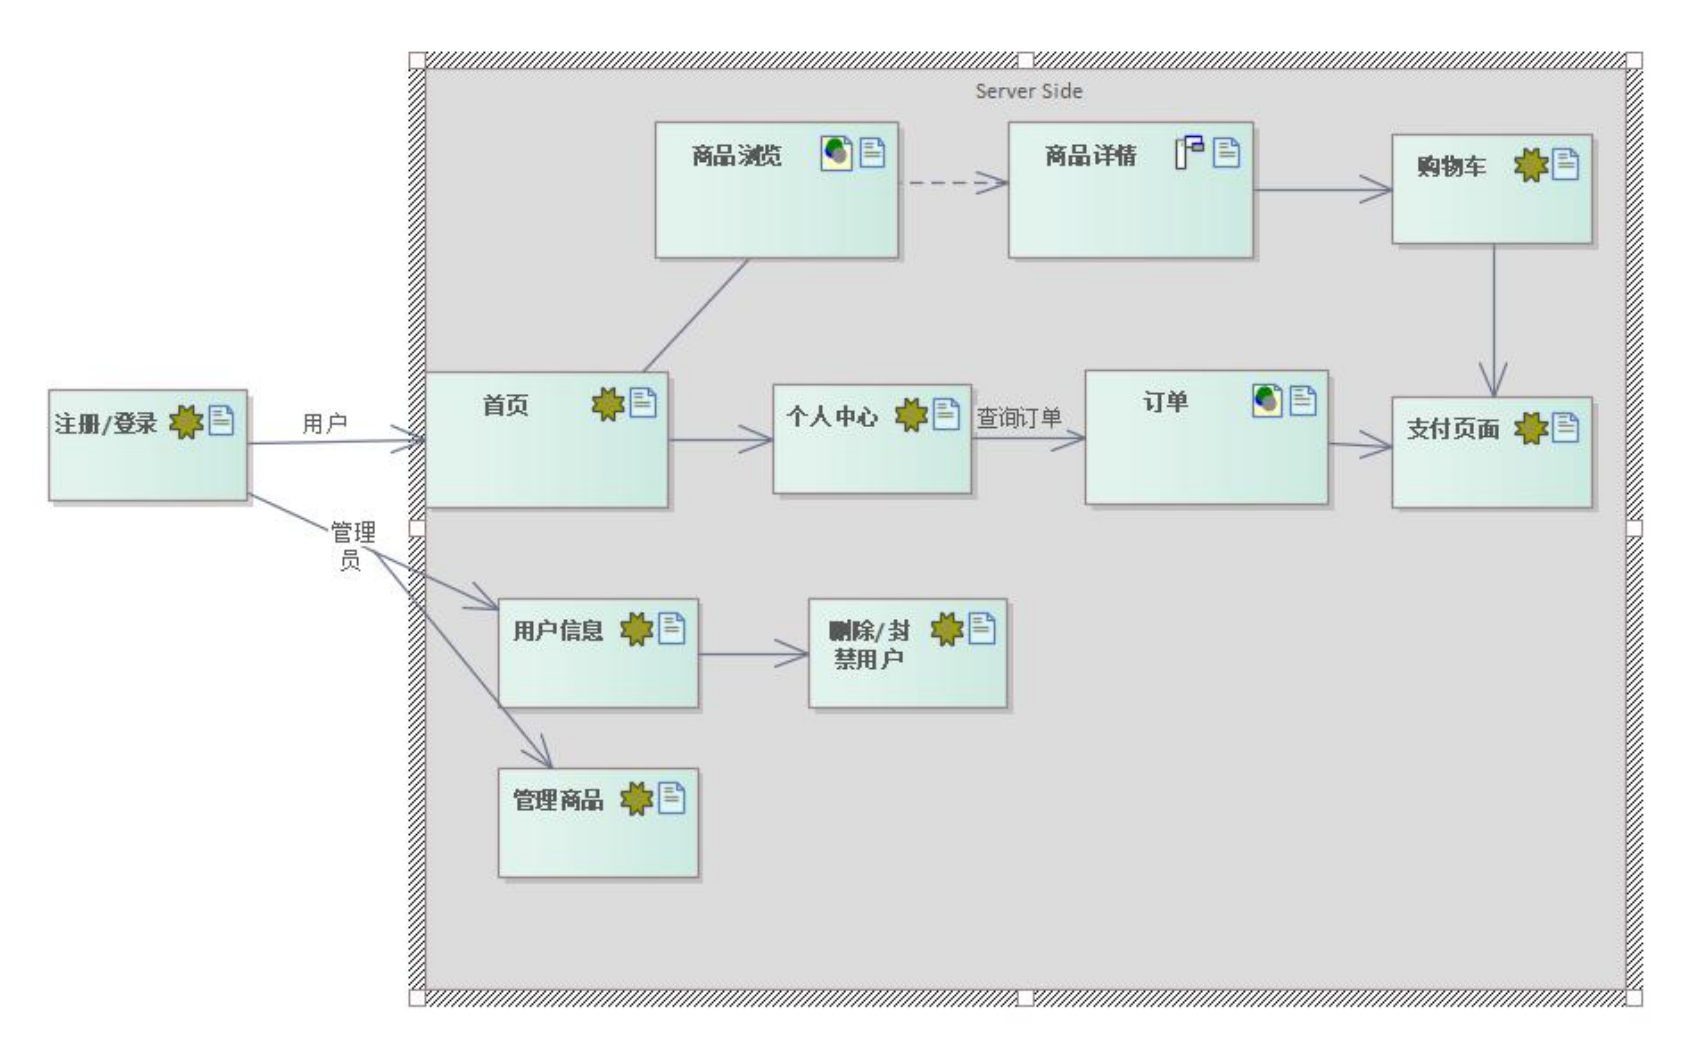 Server Side
商品浏览
商品详情
购物车
注册/登录
用户
首页
个人中心
查询订单
订单
支付页面
管理
员
用户信息
删除/封
禁用户
管理商品